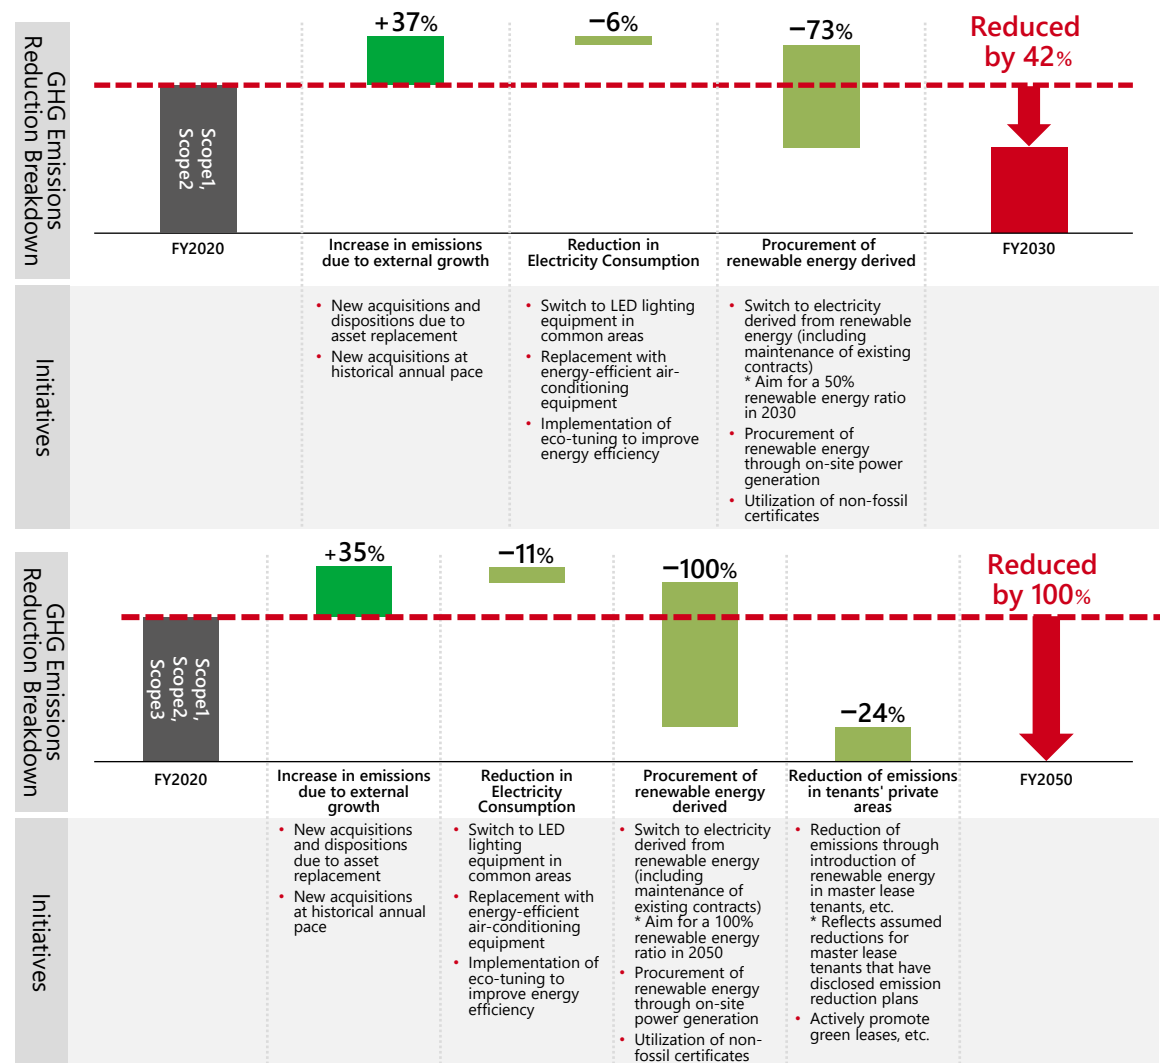 GHG Emissions
Reduction Breakdown
+37%
−6%
−73%
Reduced
by 42%
Scope1,
Scope2
FY2020
Increase in emissions
due to external growth
Reduction in
Electricity Consumption
Procurement of
renewable energy derived
FY2030
Initiatives
• New acquisitions and
dispositions due to
asset replacement
• New acquisitions at
historical annual pace
• Switch to LED lighting
equipment in
common areas
• Replacement with
energy-efficient air-
conditioning
equipment
• Implementation of
eco-tuning to improve
energy efficiency
• Switch to electricity
derived from renewable
energy (including
maintenance of existing
contracts)
* Aim for a 50%
renewable energy ratio
in 2030
• Procurement of
renewable energy
through on-site power
generation
• Utilization of non-fossil
certificates
GHG Emissions
Reduction Breakdown
+35%
−11%
−100%
−24%
Reduced
by 100%
Scope1,
Scope2,
Scope3
FY2020
Increase in emissions
due to external
growth
Reduction in
Electricity
Consumption
Procurement of
renewable energy
derived
Reduction of emissions
in tenants' private
areas
FY2050
Initiatives
• New acquisitions
and dispositions
due to asset
replacement
• New acquisitions
at historical annual
pace
• Switch to LED
lighting
equipment in
common areas
• Replacement with
energy-efficient
air-conditioning
equipment
• Implementation of
eco-tuning to
improve energy
efficiency
• Switch to electricity
derived from
renewable energy
(including
maintenance of
existing contracts)
* Aim for a 100%
renewable energy
ratio in 2050
• Procurement of
renewable energy
through on-site
power generation
• Utilization of non-
fossil certificates
• Reduction of
emissions through
introduction of
renewable energy
in master lease
tenants, etc.
* Reflects assumed
reductions for
master lease
tenants that have
disclosed emission
reduction plans
• Actively promote
green leases, etc.